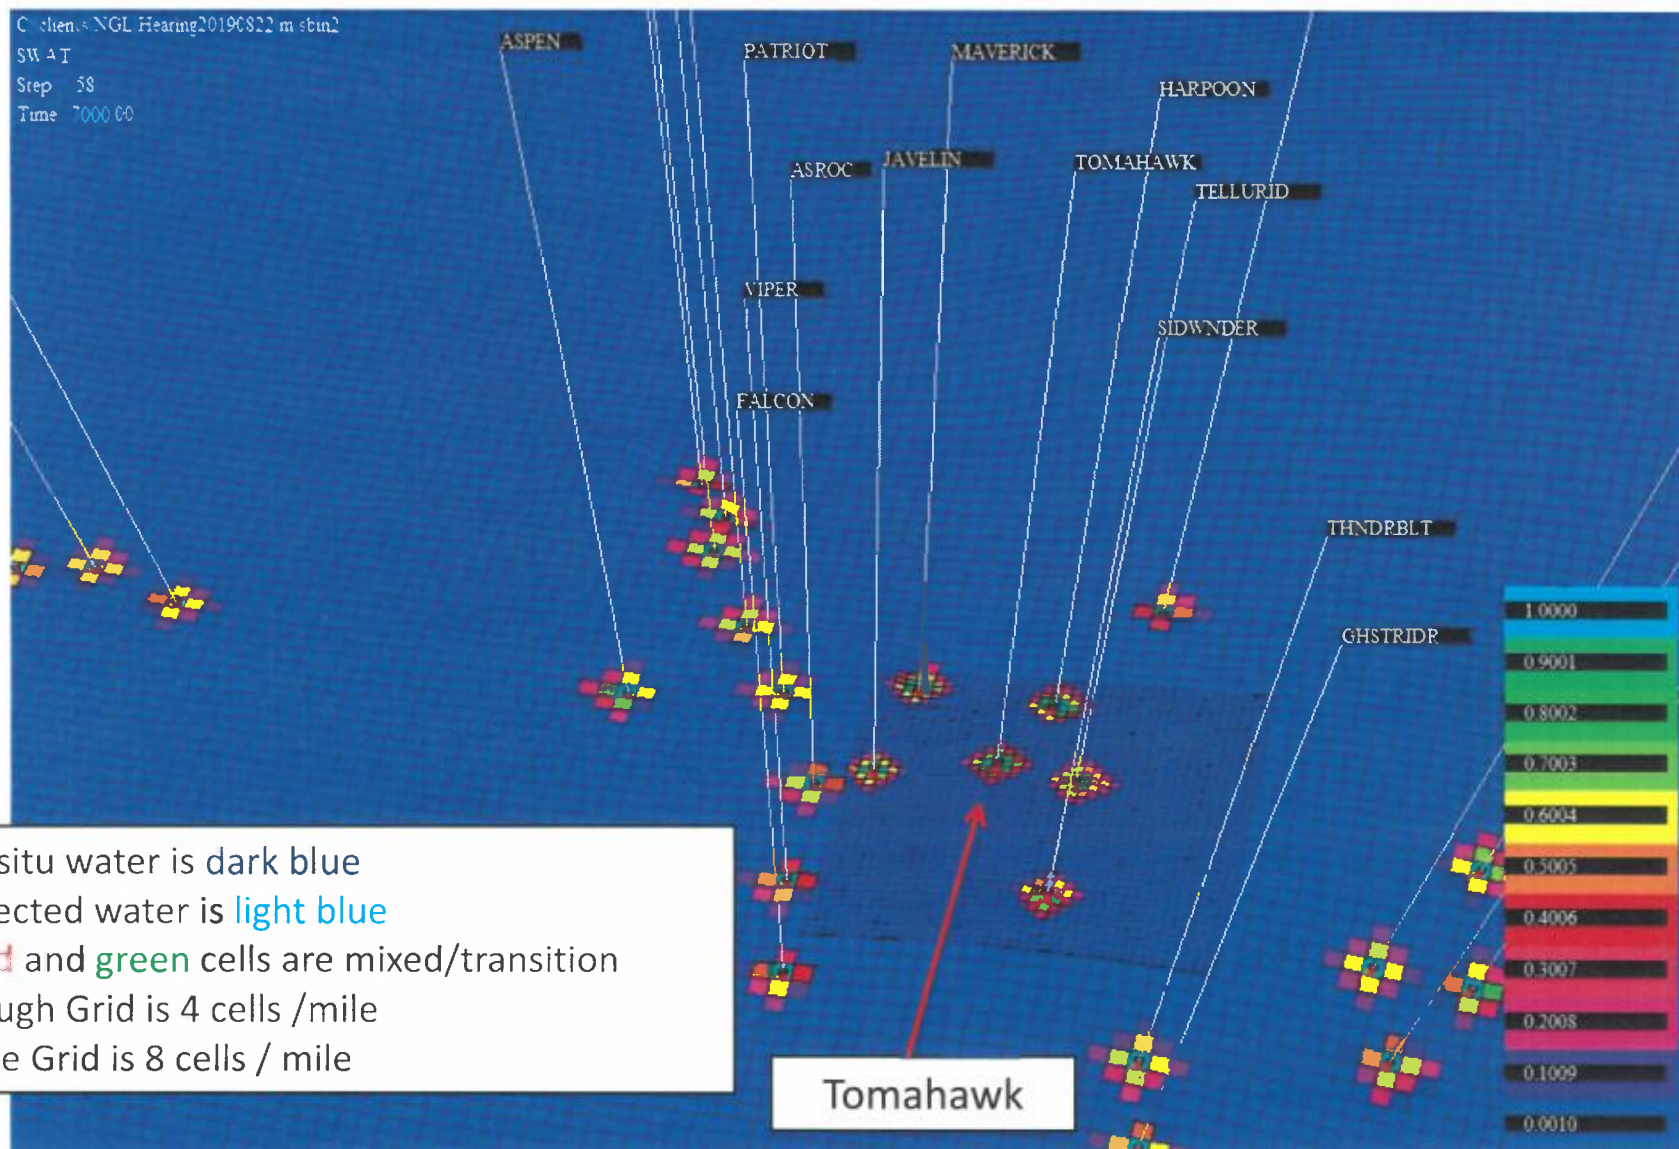 NGL Hearing20190822
Step 58
Time 000 00
ASPEN
PATRIOT
MAVERICK
HARPOON
ASROC
JAVELIN
TOMAHAWK
TELLURID
VIPER
SIDWNDER
FALCON
THNDRBLT
GHSTRIDR
1.0000
0.9001
0.8002
0.7003
0.6004
0.5005
0.4006
0.3007
0.2008
0.1009
0.0010
situ water is dark blue
ected water is light blue
d and green cells are mixed/transition
ugh Grid is 4 cells /mile
e Grid is 8 cells / mile
Tomahawk